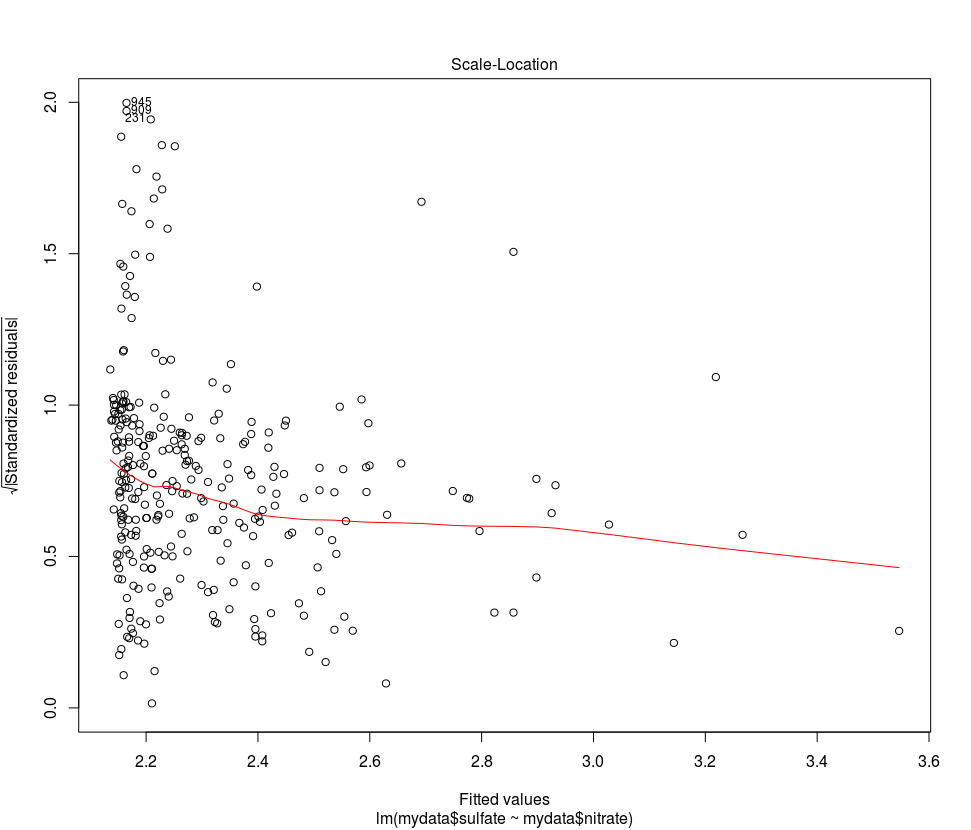 Scale-Location
√|Standardized residuals|
2.0
1.5
1.0
0.5
0.0
945
909
231
2.2 2.4 2.6 2.8 3.0 3.2 3.4 3.6
Fitted values
lm(mydata$sulfate ~ mydata$nitrate)